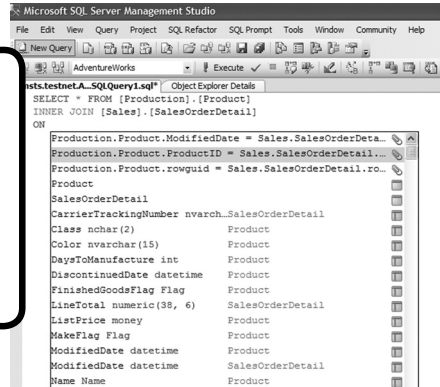 Microsoft SQL Server Management Studio
File Edit View Query Project SQL Refactor SQL Prompt Tools Window Community Help
New Query
AdventureWorks Execute
nsts.testnet.A...SQLQuery1.sql* Object Explorer Details
SELECT * FROM [Production].[Product]
INNER JOIN [Sales].[SalesOrderDetail]
ON
Production.Product.ModifiedDate = Sales.SalesOrderDeta…
Production.Product.ProductID = Sales.SalesOrderDetail.…
Production.Product.rowguid = Sales.SalesOrderDetail.ro…
Product
SalesOrderDetail
CarrierTrackingNumber nvarch…SalesOrderDetail
Class nchar(2) Product
Color nvarchar(15) Product
DaysToManufacture int Product
DiscontinuedDate datetime Product
FinishedGoodsFlag Flag Product
LineTotal numeric(38, 6) SalesOrderDetail
ListPrice money Product
MakeFlag Flag Product
ModifiedDate datetime Product
ModifiedDate datetime SalesOrderDetail
Name Name Product